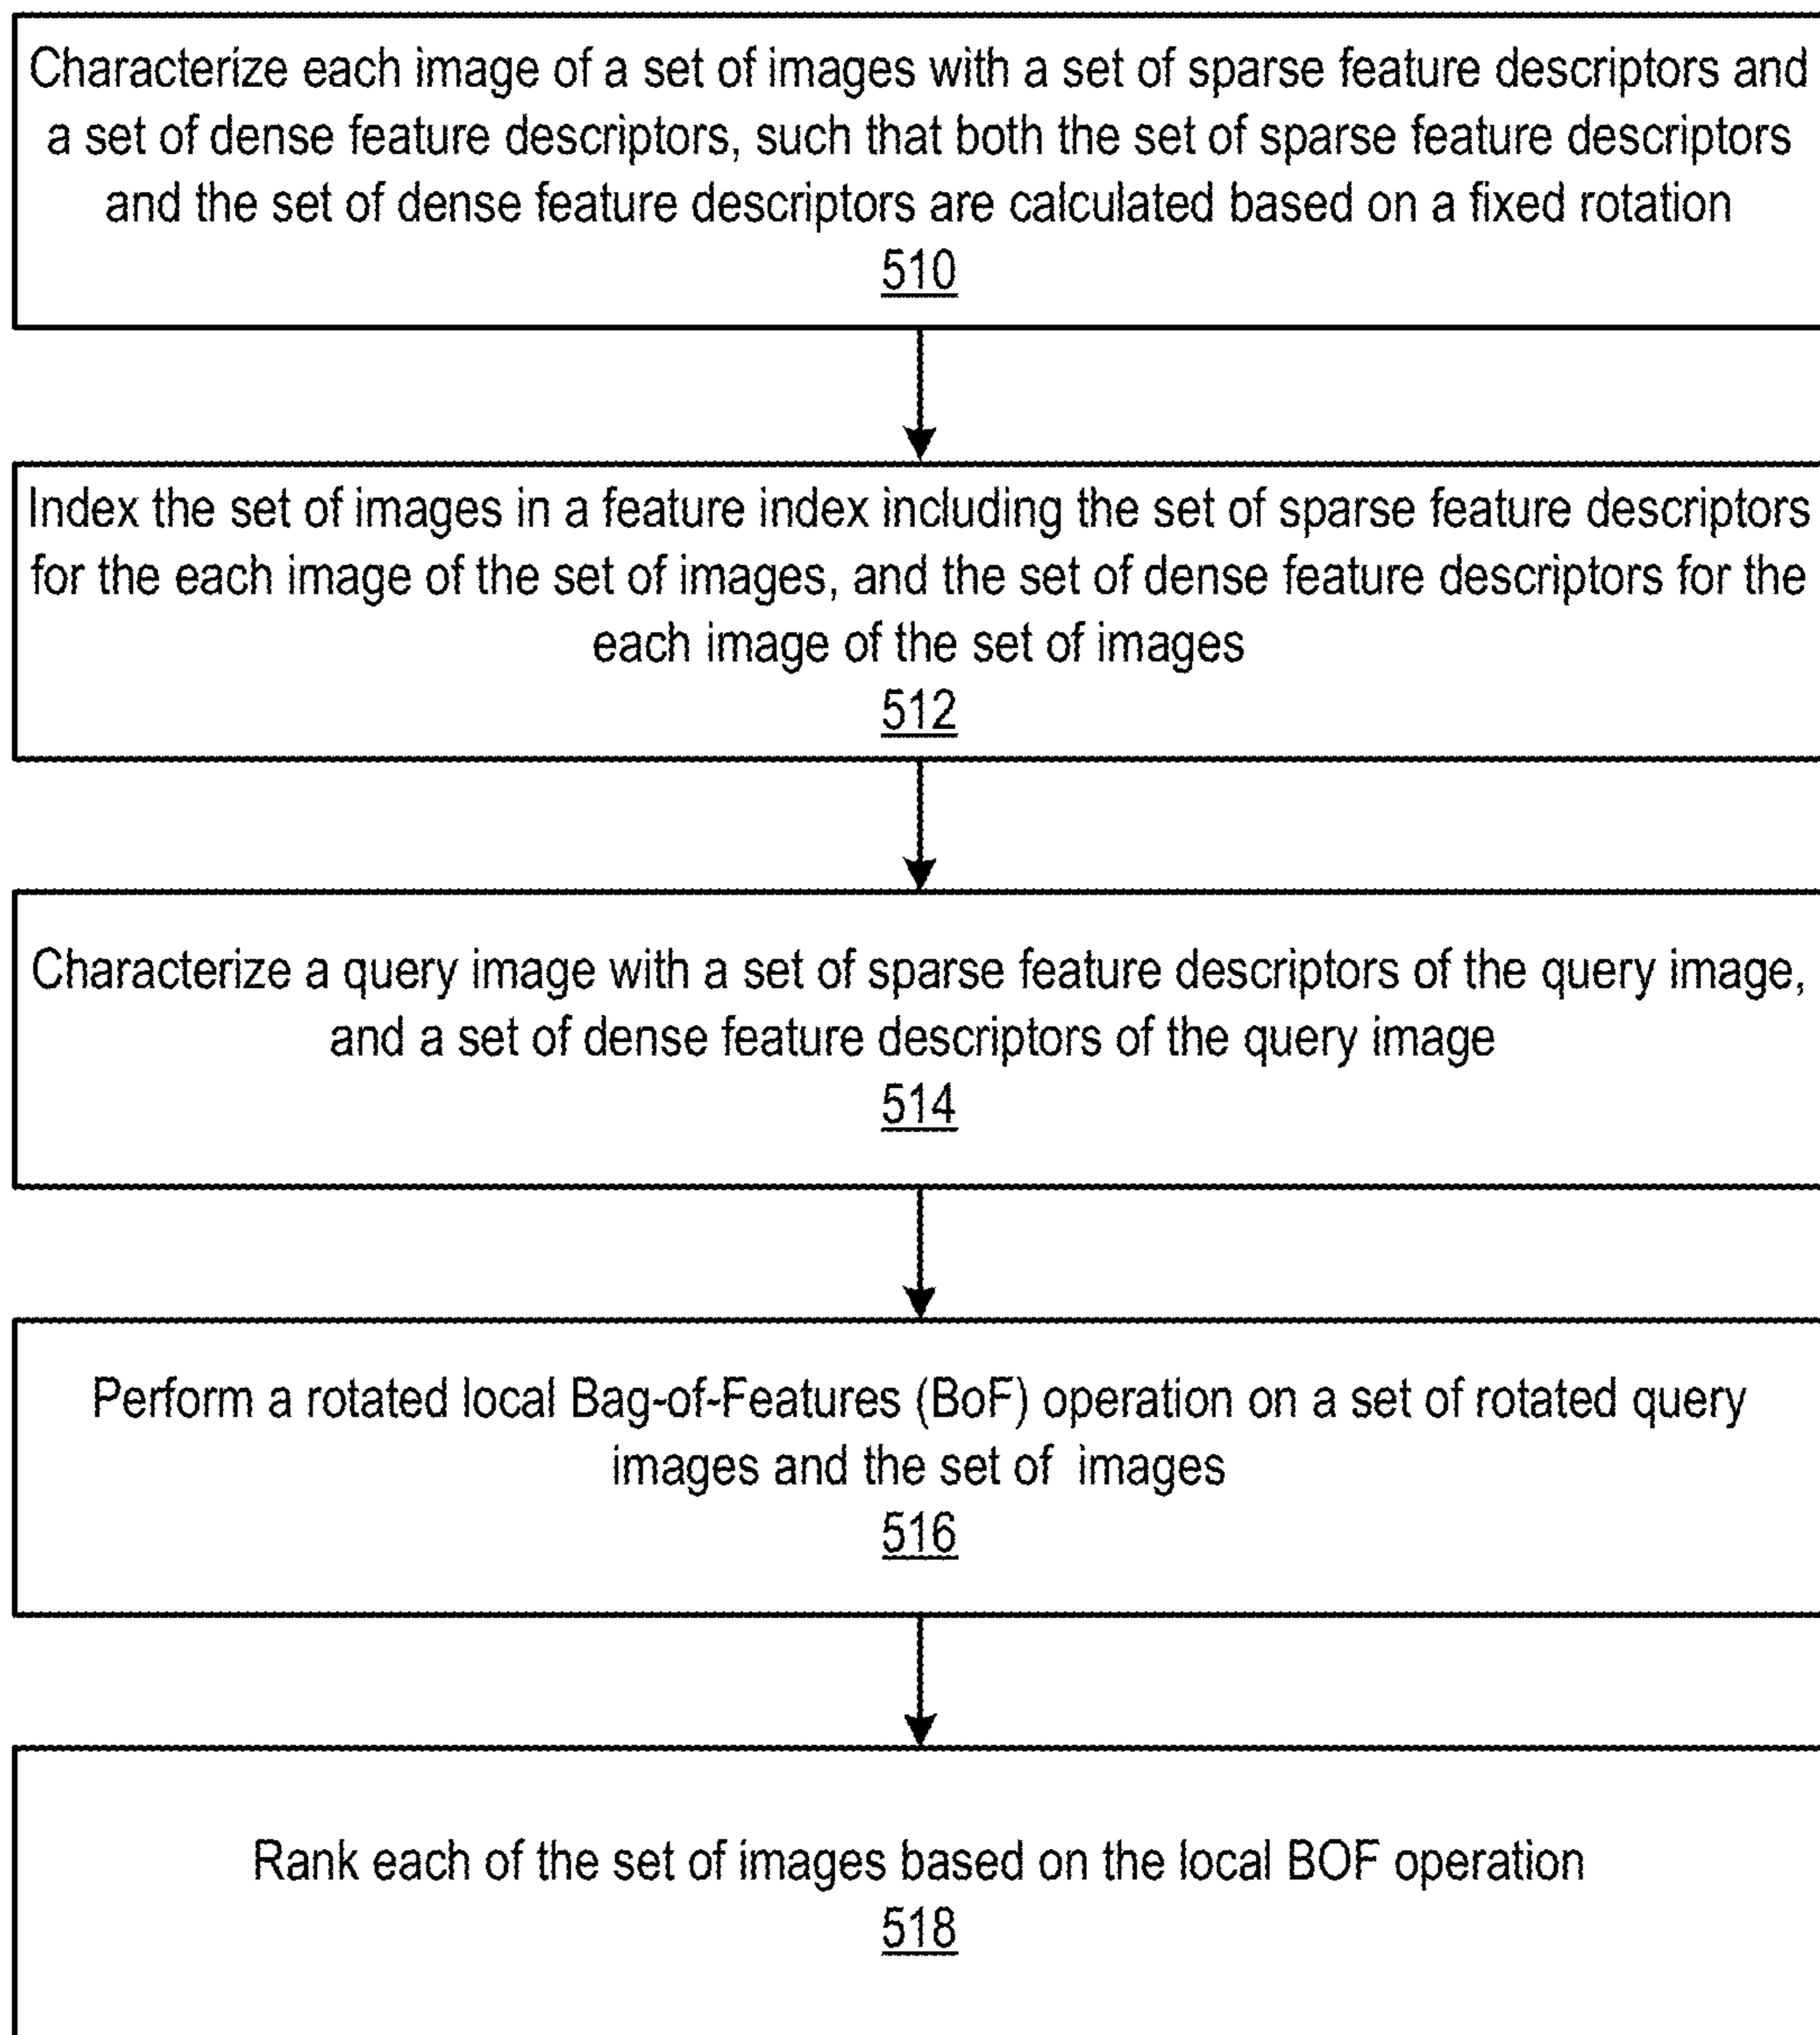 Characterize each image of a set of images with a set of sparse feature descriptors and
a set of dense feature descriptors, such that both the set of sparse feature descriptors
and the set of dense feature descriptors are calculated based on a fixed rotation
510
Index the set of images in a feature index including the set of sparse feature descriptors
for the each image of the set of images, and the set of dense feature descriptors for the
each image of the set of images
512
Characterize a query image with a set of sparse feature descriptors of the query image,
and a set of dense feature descriptors of the query image
514
Perform a rotated local Bag-of-Features (BoF) operation on a set of rotated query
images and the set of images
516
Rank each of the set of images based on the local BOF operation
518